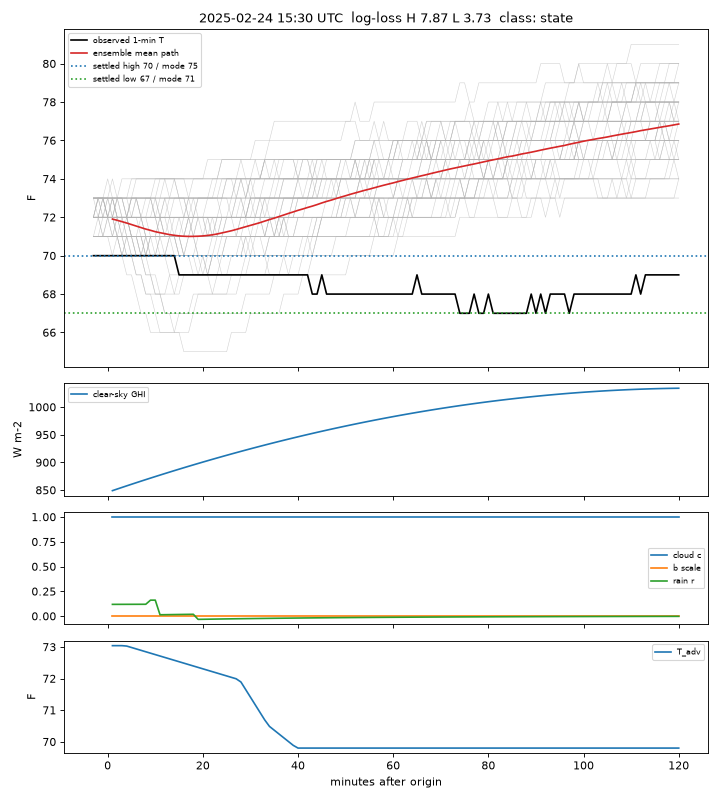 2025-02-24 15:30 UTC  log-loss H 7.87 L 3.73  class: state
observed 1-min T
ensemble mean path
settled high 70 / mode 75
settled low 67 / mode 71
80
78
76
74
72
70
68
66
F
clear-sky GHI
1000
950
900
850
W m-2
1.00
0.75
0.50
0.25
0.00
cloud c
b scale
rain r
T_adv
73
72
71
70
F
0
20
40
60
80
100
120
minutes after origin